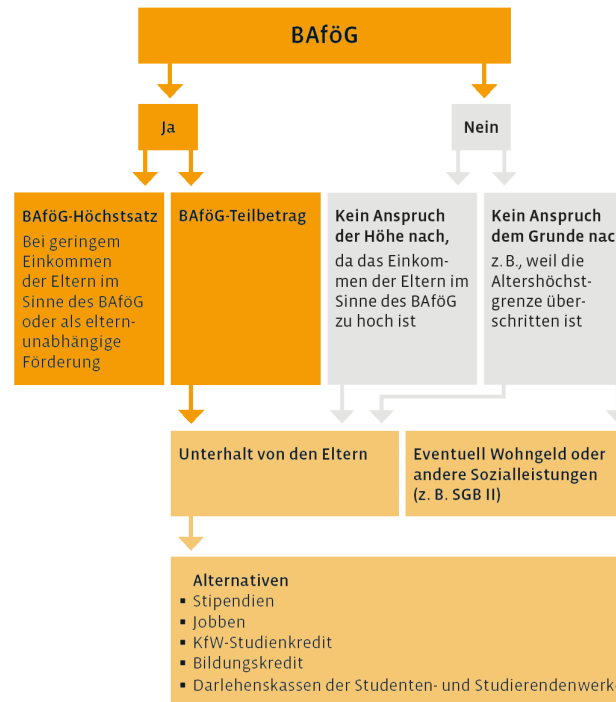 BAföG
Ja
Nein
BAföG-Höchstsatz
Bei geringem
Einkommen
der Eltern im
Sinne des BAföG
oder als eltern-
unabhängige
Förderung
BAföG-Teilbetrag
Kein Anspruch
der Höhe nach,
da das Einkom-
men der Eltern im
Sinne des BAföG
zu hoch ist
Kein Anspruch
dem Grunde nac
z. B., weil die
Altershöchst-
grenze über-
schritten ist
Unterhalt von den Eltern
Eventuell Wohngeld oder
andere Sozialleistungen
(z. B. SGB II)
Alternativen
▪ Stipendien
▪ Jobben
▪ KfW-Studienkredit
▪ Bildungskredit
▪ Darlehenskassen der Studenten- und Studierendenwerk